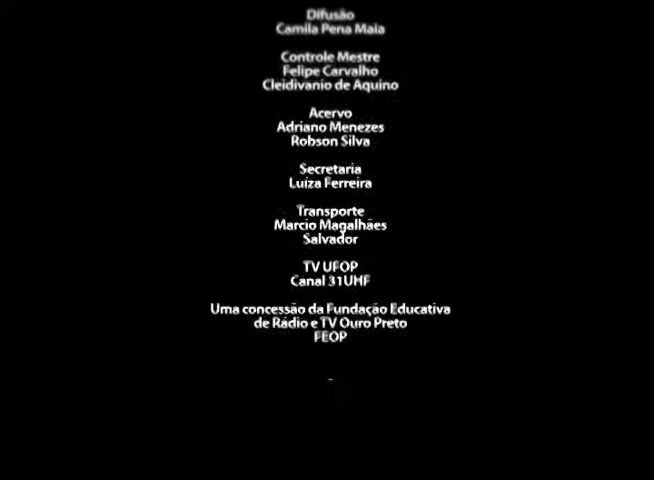 Difusão
Camila Pena Maia
Controle Mestre
Felipe Carvalho
Cleidivanio de Aquino
Acervo
Adriano Menezes
Robson Silva
Secretaria
Luíza Ferreira
Transporte
Marcio Magalhães
Salvador
TV UFOP
Canal 31UHF
Uma concessão da Fundação Educativa
de Rádio e TV Ouro Preto
FEOP